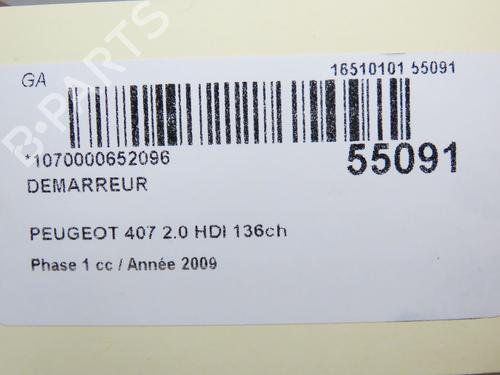 GA
16510101 55091
*1070000652096
55091
DEMARREUR
PEUGEOT 407 2.0 HDI 136ch
Phase 1 cc / Année 2009
B-PARTS